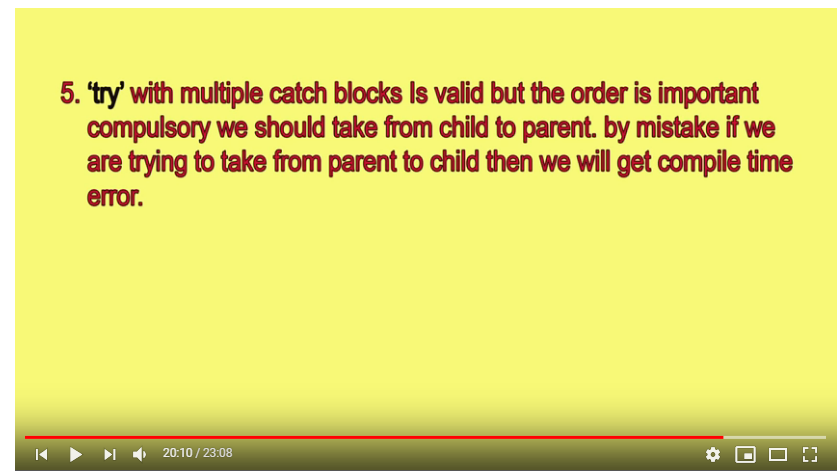 5. ‘try’ with multiple catch blocks Is valid but the order is important
compulsory we should take from child to parent. by mistake if we
are trying to take from parent to child then we will get compile time
error.
20:10 / 23:08